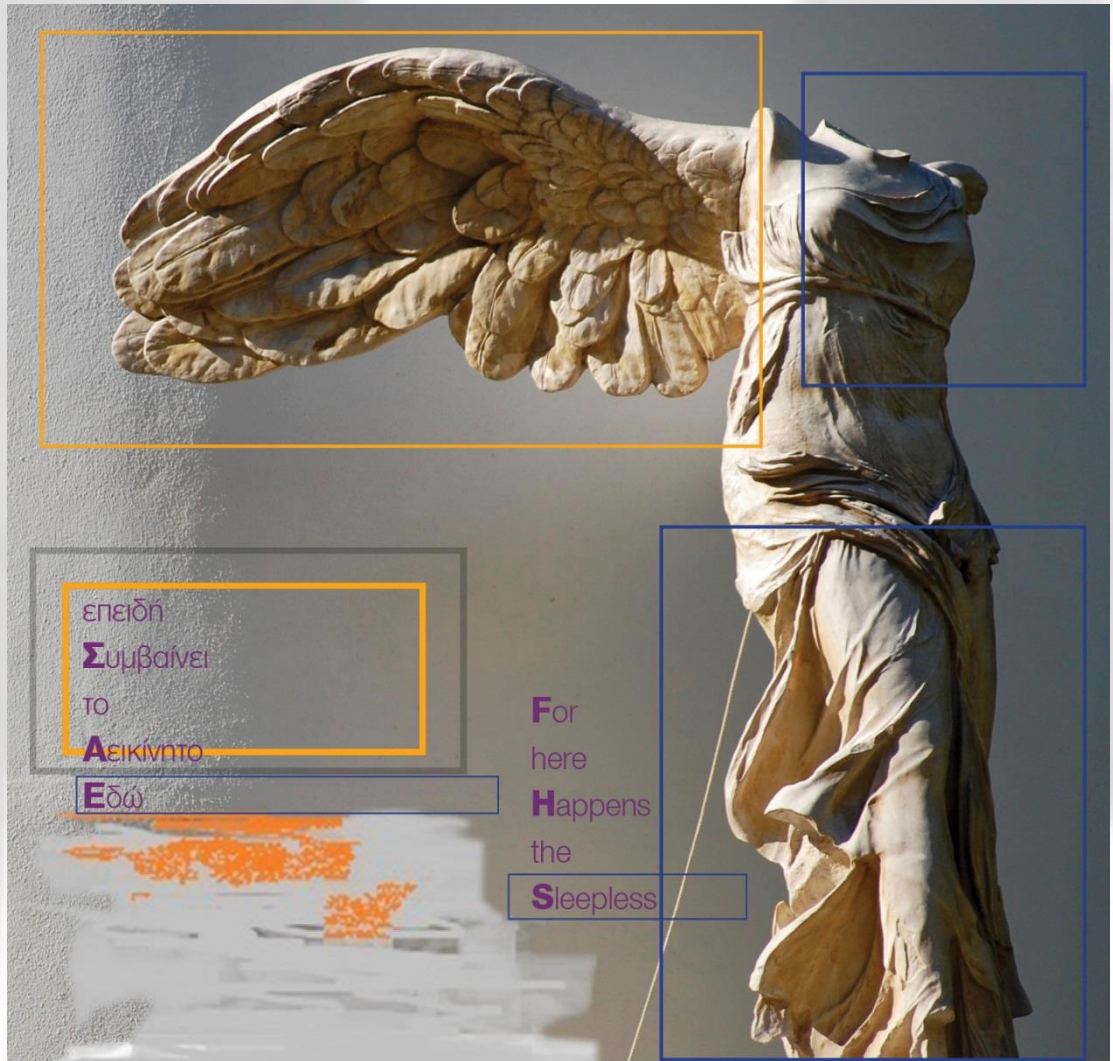 επειδή
Συμβαίνει
το
Αεικίνητο
Εδώ
For
here
Happens
the
Sleepless